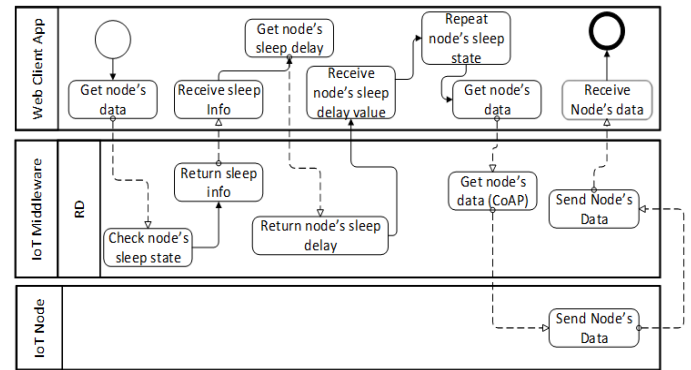 Web Client App
Get node's
data
Receive sleep
Info
Get node's
sleep delay
Receive
node's sleep
delay value
Repeat
node's sleep
state
Get node's
data
Receive
Node's data
IoT Middleware
RD
Check node's
sleep state
Return sleep
info
Return node's sleep
delay
Get node's
data (CoAP)
Send Node's
Data
IoT Node
Send Node's
Data